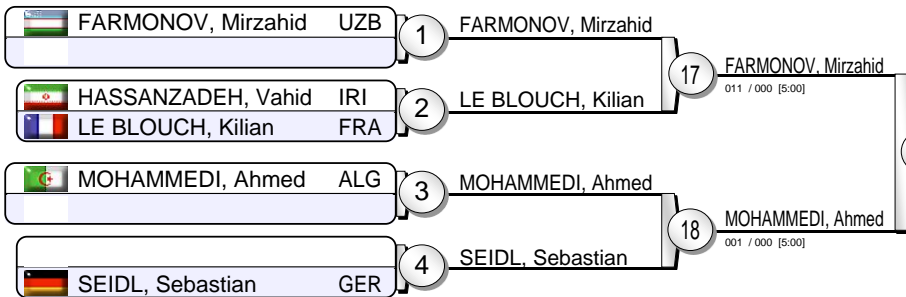 FARMONOV, Mirzahid UZB
1
FARMONOV, Mirzahid
HASSANZADEH, Vahid IRI
LE BLOUCH, Kilian FRA
2
LE BLOUCH, Kilian
17
FARMONOV, Mirzahid
011 / 000 [5:00]
MOHAMMEDI, Ahmed ALG
3
MOHAMMEDI, Ahmed
SEIDL, Sebastian GER
4
SEIDL, Sebastian
18
MOHAMMEDI, Ahmed
001 / 000 [5:00]